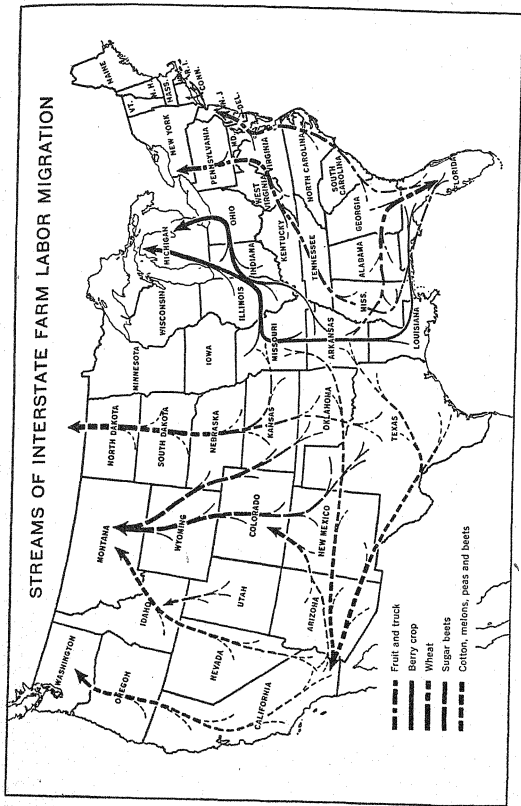 STREAMS OF INTERSTATE FARM LABOR MIGRATION
WASHINGTON
OREGON
CALIFORNIA
NEVADA
IDAHO
MONTANA
WYOMING
UTAH
ARIZONA
COLORADO
NEW MEXICO
NORTH DAKOTA
SOUTH DAKOTA
NEBRASKA
KANSAS
OKLAHOMA
TEXAS
MINNESOTA
IOWA
MISSOURI
ARKANSAS
LOUISIANA
WISCONSIN
ILLINOIS
MICHIGAN
INDIANA
OHIO
KENTUCKY
TENNESSEE
MISS.
ALABAMA
GEORGIA
FLORIDA
SOUTH
CAROLINA
NORTH CAROLINA
VIRGINIA
WEST
VIRGINIA
PENNSYLVANIA
MD.
DEL.
N.J.
NEW YORK
CONN.
R.I.
MASS.
VT.
N.H.
MAINE
Fruit and truck
Berry crop
Wheat
Sugar beets
Cotton, melons, peas and beets